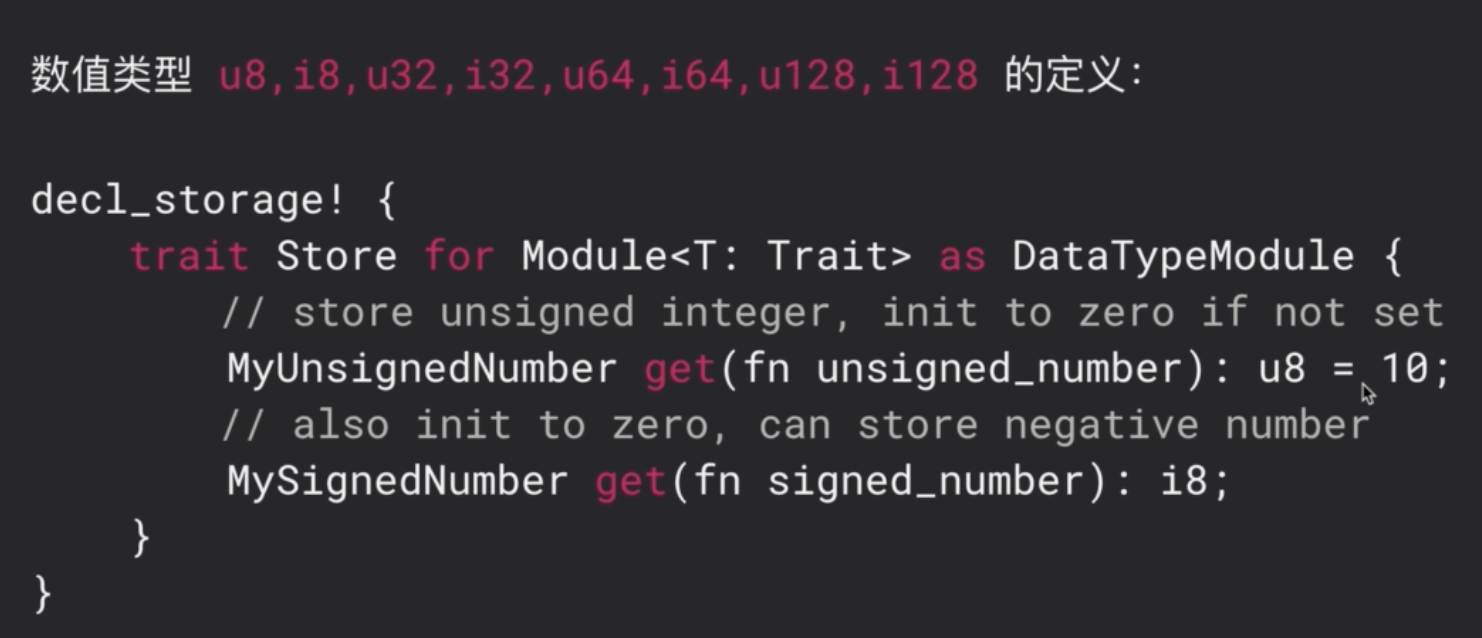 数值类型 u8,i8,u32,i32,u64,i64,u128,i128 的定义：
decl_storage! {
    trait Store for Module<T: Trait> as DataTypeModule {
        // store unsigned integer, init to zero if not set
        MyUnsignedNumber get(fn unsigned_number): u8 = 10;
        // also init to zero, can store negative number
        MySignedNumber get(fn signed_number): i8;
    }
}